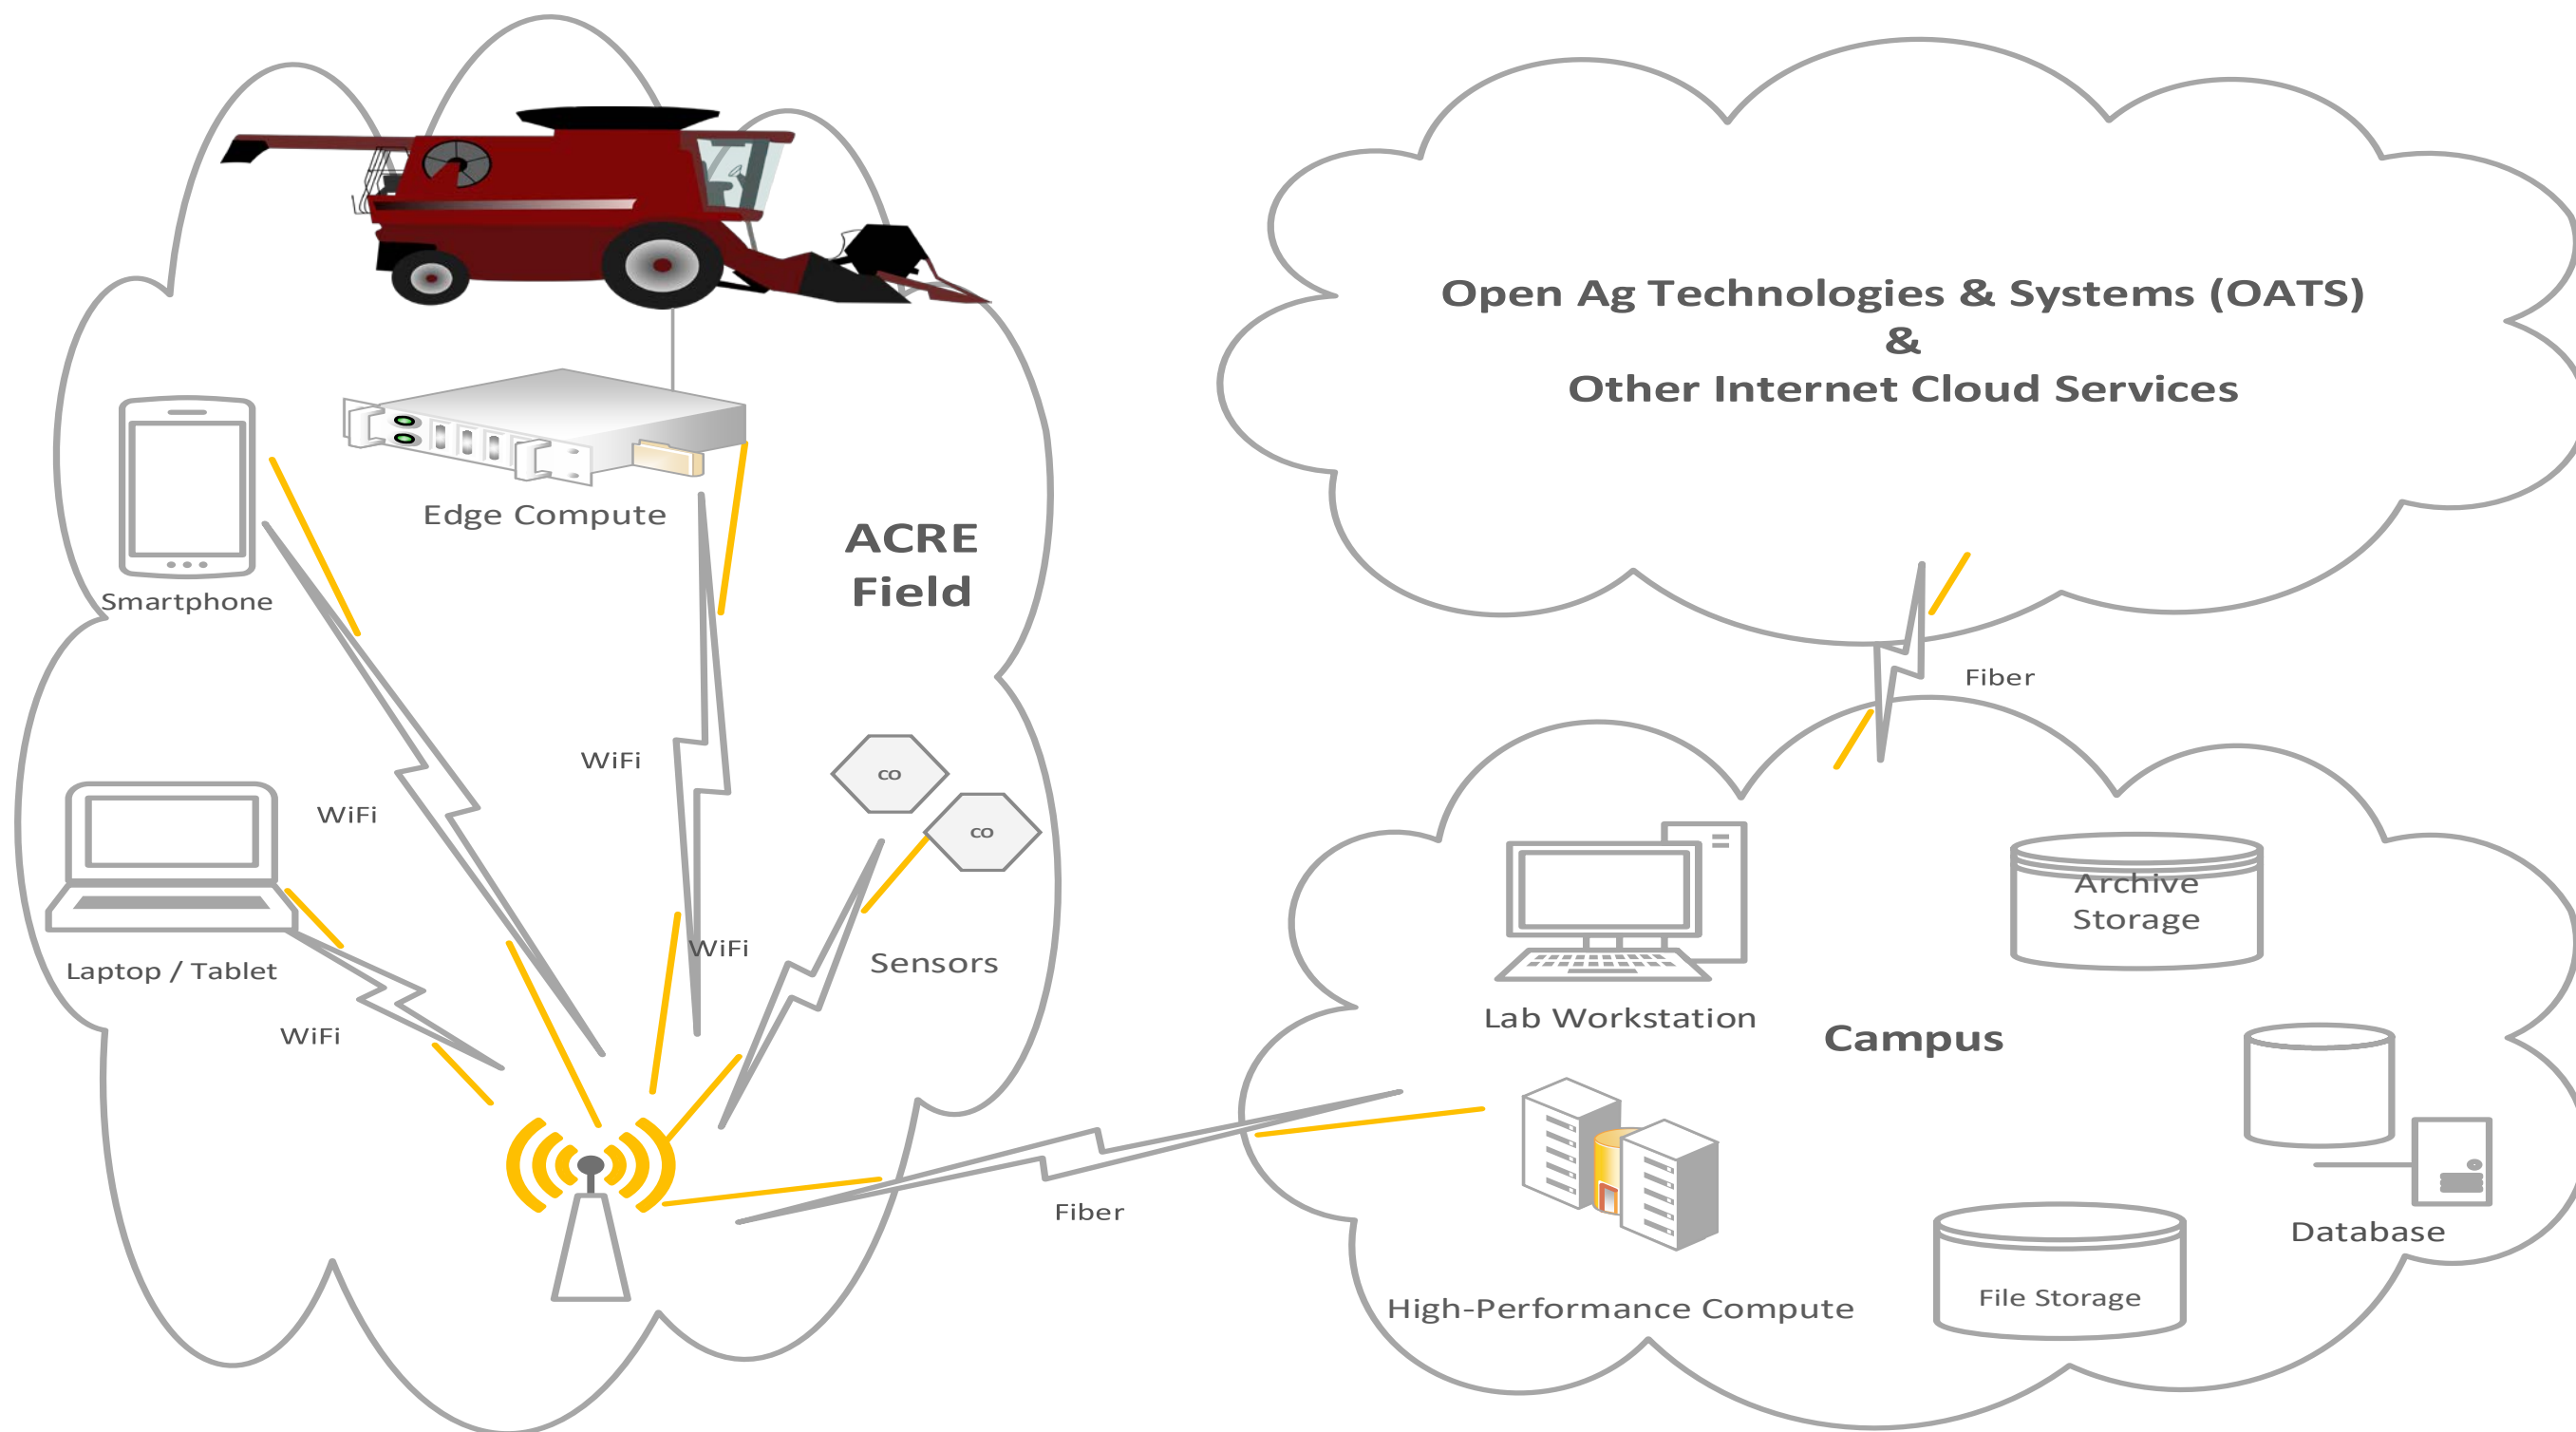 Open Ag Technologies & Systems (OATS)
&
Other Internet Cloud Services
Edge Compute
ACRE
Field
Smartphone
Fiber
WiFi
co
WiFi
co
Archive
Storage
WiFi
Sensors
Laptop / Tablet
Lab Workstation
WiFi
Campus
Fiber
Database
File Storage
High-Performance Compute